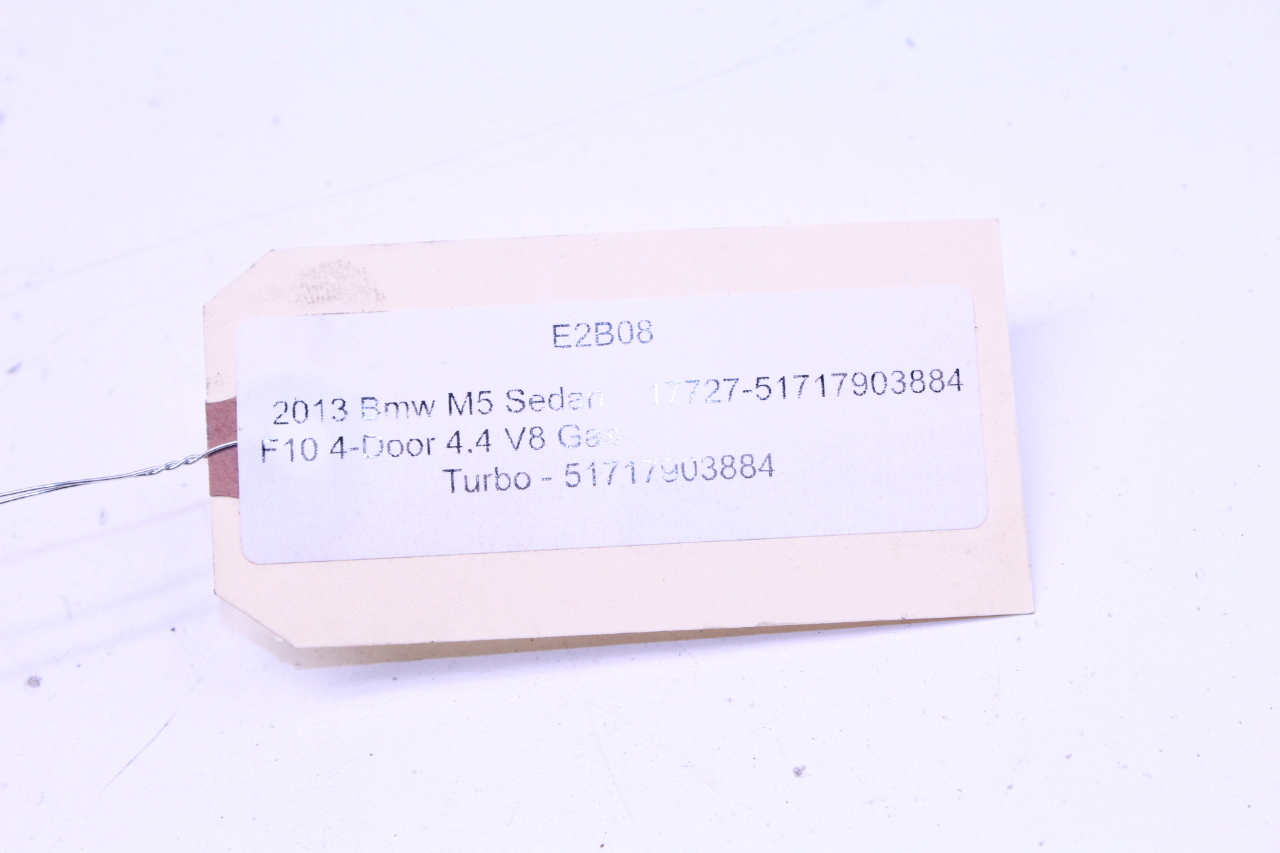 E2B08
2013 Bmw M5 Sedan 17727-51717903884
F10 4-Door 4.4 V8 Gas
Turbo - 51717903884